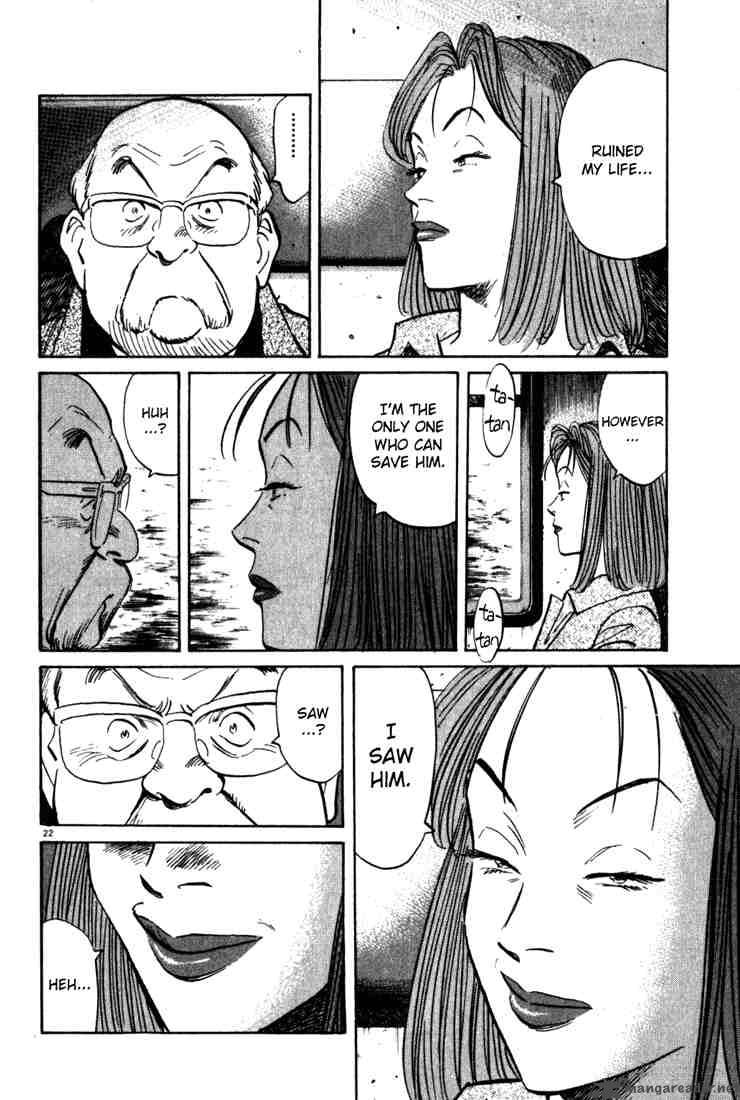 RUINED
MY LIFE...
..........
HOWEVER
...
ta-
tan
ta-
tan
I'M THE
ONLY ONE
WHO CAN
SAVE HIM.
HUH
...?
I
SAW
HIM.
SAW
...?
22
HEH...